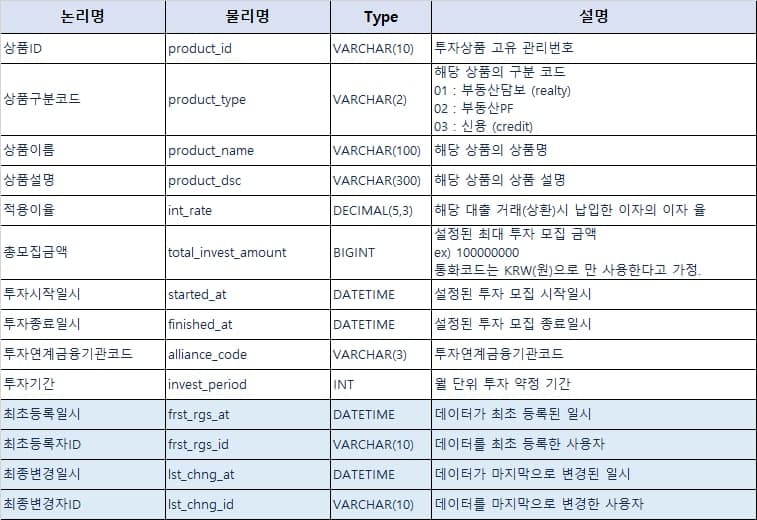 논리명 물리명 Type 설명
상품ID product_id VARCHAR(10) 투자상품 고유 관리번호
상품구분코드 product_type VARCHAR(2) 해당 상품의 구분 코드
01 : 부동산담보 (realty)
02 : 부동산PF
03 : 신용 (credit)
상품이름 product_name VARCHAR(100) 해당 상품의 상품명
상품설명 product_dsc VARCHAR(300) 해당 상품의 상품 설명
적용이율 int_rate DECIMAL(5,3) 해당 대출 거래(상환)시 납입한 이자의 이자 율
총모집금액 total_invest_amount BIGINT 설정된 최대 투자 모집 금액
ex) 100000000
통화코드는 KRW(원)으로 만 사용한다고 가정.
투자시작일시 started_at DATETIME 설정된 투자 모집 시작일시
투자종료일시 finished_at DATETIME 설정된 투자 모집 종료일시
투자연계금융기관코드 alliance_code VARCHAR(3) 투자연계금융기관코드
투자기간 invest_period INT 월 단위 투자 약정 기간
최초등록일시 frst_rgs_at DATETIME 데이터가 최초 등록된 일시
최초등록자ID frst_rgs_id VARCHAR(10) 데이터를 최초 등록한 사용자
최종변경일시 lst_chng_at DATETIME 데이터가 마지막으로 변경된 일시
최종변경자ID lst_chng_id VARCHAR(10) 데이터를 마지막으로 변경한 사용자